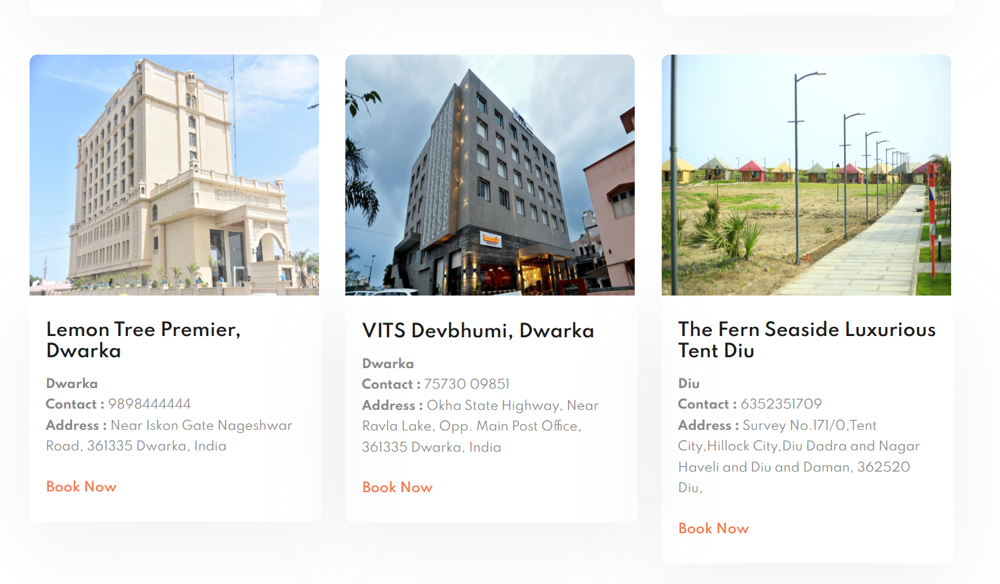 VITS
Lemon Tree Premier,
Dwarka
Dwarka
Contact : 9898444444
Address : Near Iskon Gate Nageshwar
Road, 361335 Dwarka, India
Book Now
VITS Devbhumi, Dwarka
Dwarka
Contact : 75730 09851
Address : Okha State Highway, Near
Ravla Lake, Opp. Main Post Office,
361335 Dwarka, India
Book Now
The Fern Seaside Luxurious
Tent Diu
Diu
Contact : 6352351709
Address : Survey No.171/0,Tent
City,Hillock City,Diu Dadra and Nagar
Haveli and Diu and Daman, 362520
Diu,
Book Now